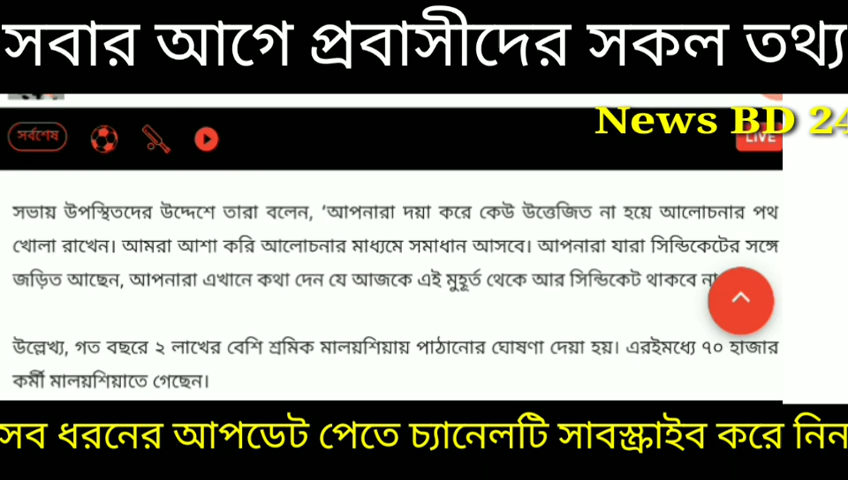 সবার আগে প্রবাসীদের সকল তথ্য
News BD 24
সর্বশেষ
LIVE
সভায় উপস্থিতদের উদ্দেশে তারা বলেন, ‘আপনারা দয়া করে কেউ উত্তেজিত না হয়ে আলোচনার পথ
খোলা রাখেন। আমরা আশা করি আলোচনার মাধ্যমে সমাধান আসবে। আপনারা যারা সিন্ডিকেটের সঙ্গে
জড়িত আছেন, আপনারা এখানে কথা দেন যে আজকে এই মুহূর্ত থেকে আর সিন্ডিকেট থাকবে না
উল্লেখ্য, গত বছরে ২ লাখের বেশি শ্রমিক মালয়শিয়ায় পাঠানোর ঘোষণা দেয়া হয়। এরইমধ্যে ৭০ হাজার
কর্মী মালয়শিয়াতে গেছেন।
সব ধরনের আপডেট পেতে চ্যানেলটি সাবস্ক্রাইব করে নিন